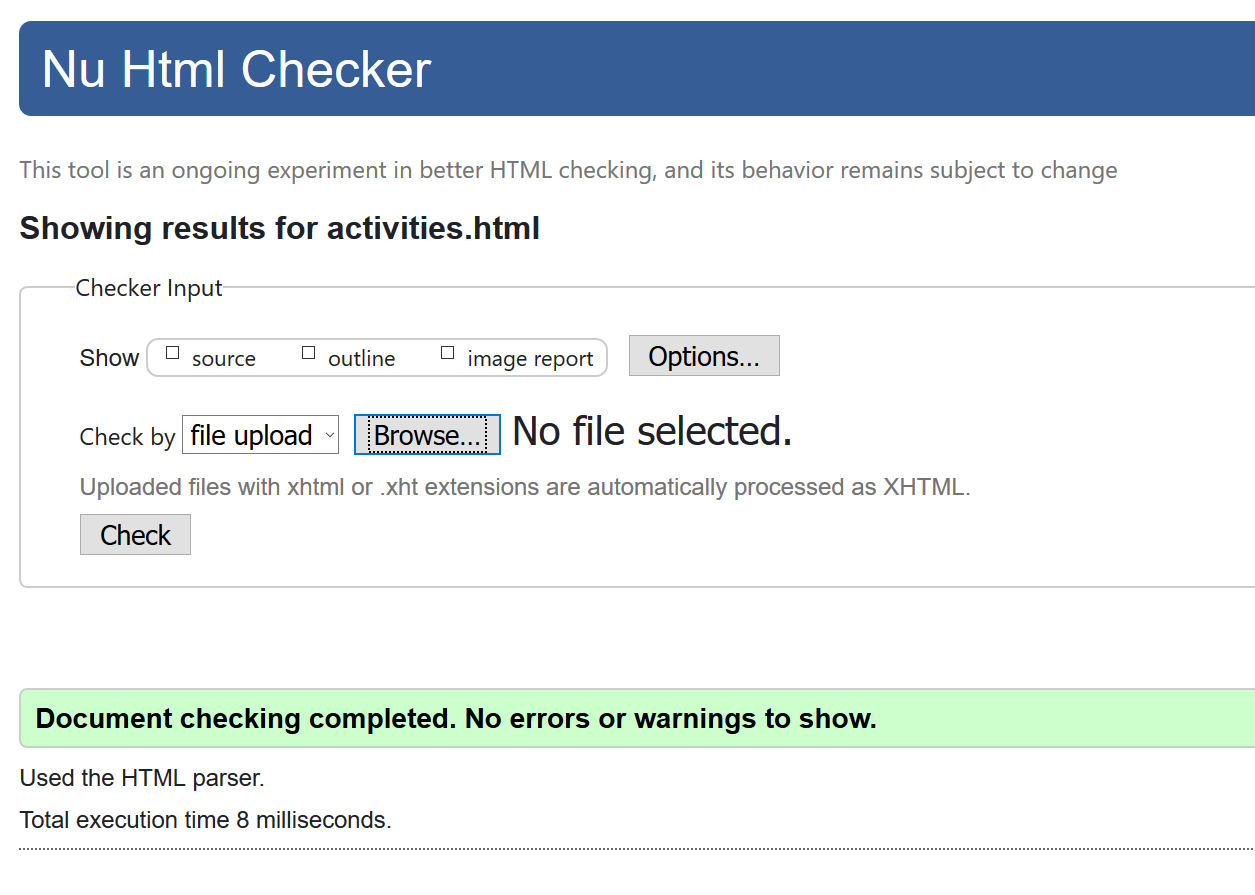 Nu Html Checker
This tool is an ongoing experiment in better HTML checking, and its behavior remains subject to change
Showing results for activities.html
Checker Input
Show source outline image report Options...
Check by file upload Browse... No file selected.
Uploaded files with xhtml or .xht extensions are automatically processed as XHTML.
Check
Document checking completed. No errors or warnings to show.
Used the HTML parser.
Total execution time 8 milliseconds.